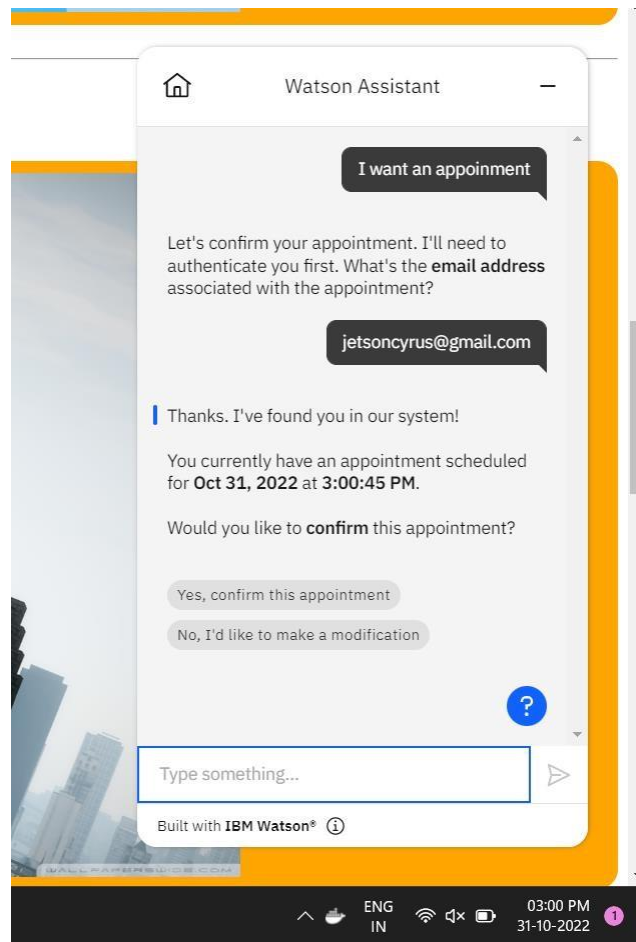 Watson Assistant
I want an appoinment
Let's confirm your appointment. I'll need to
authenticate you first. What's the email address
associated with the appointment?
jetsoncyrus@gmail.com
Thanks. I've found you in our system!
You currently have an appointment scheduled
for Oct 31, 2022 at 3:00:45 PM.
Would you like to confirm this appointment?
Yes, confirm this appointment
No, I'd like to make a modification
?
Type something...
Built with IBM Watson®
WALLPAPERSWIDE.COM
ENG
IN
03:00 PM
31-10-2022
1